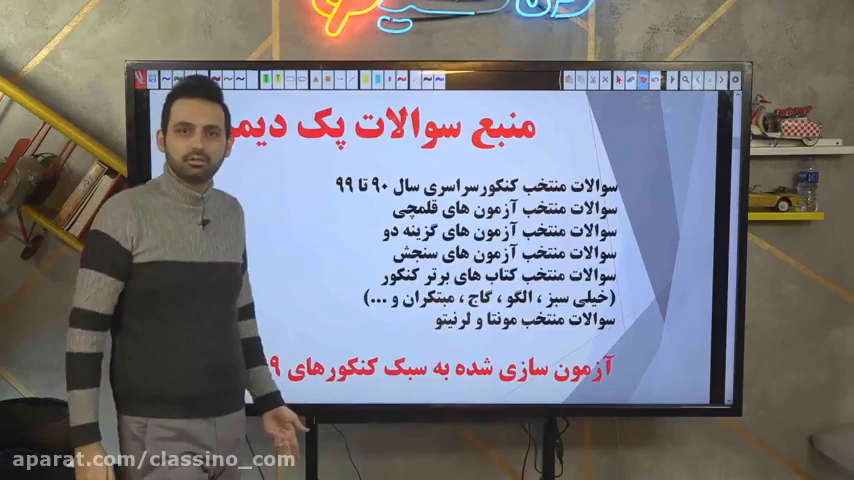 منبع سوالات پک
سوالات منتخب کنکورسراسری سال ۹۰ تا ۹۹
سوالات منتخب آزمون های قلمچی
سوالات منتخب آزمون های گزینه دو
سوالات منتخب آزمون های سنجش
سوالات منتخب کتاب های برتر کنکور
(خیلی سبز ، الگو ، گاج ، مبتکران و ...)
سوالات منتخب مونتا و لرنیتو
آزمون سازی شده به سبک کنکورهای
aparat.com/classino_com